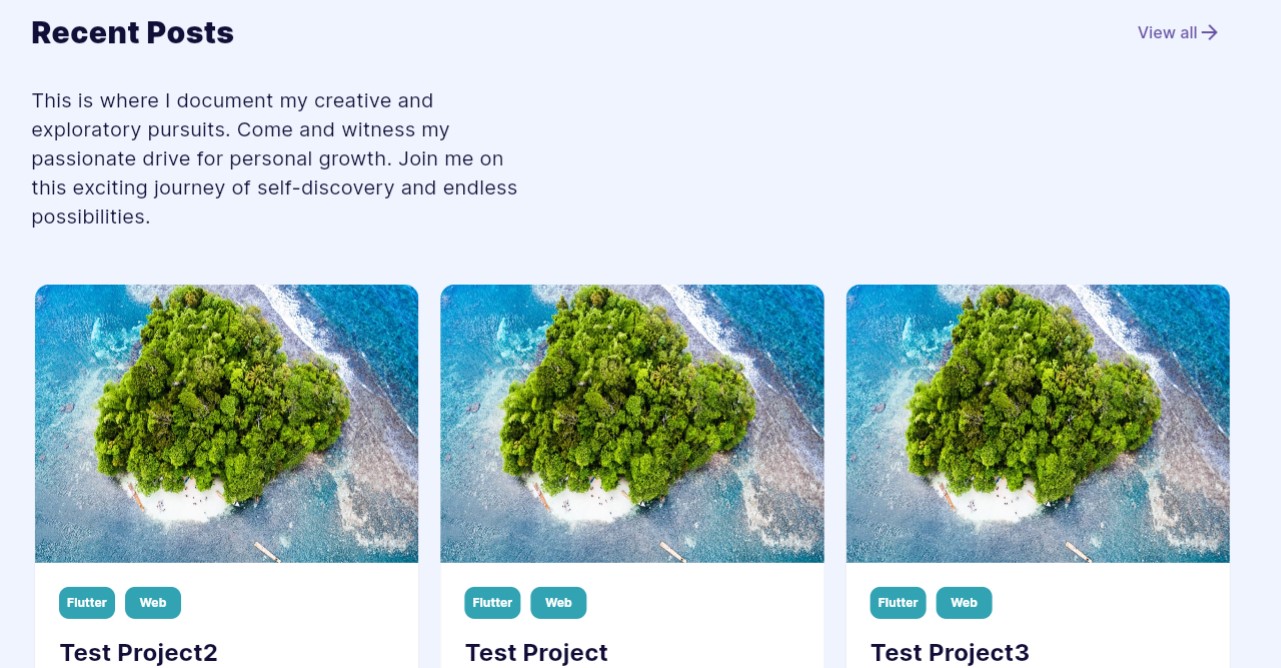 Recent Posts
View all
This is where I document my creative and
exploratory pursuits. Come and witness my
passionate drive for personal growth. Join me on
this exciting journey of self-discovery and endless
possibilities.
Flutter Web
Test Project2
Flutter Web
Test Project
Flutter Web
Test Project3